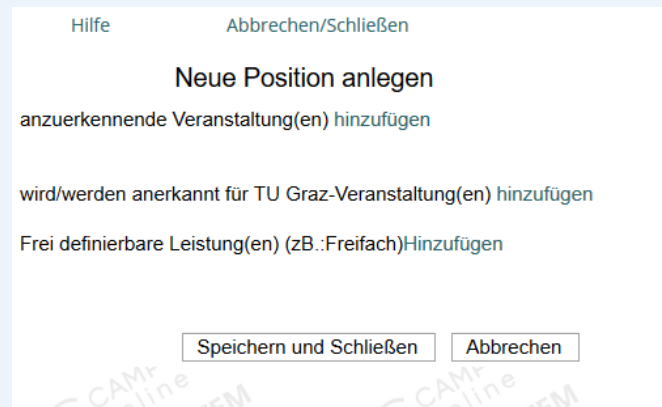 Hilfe Abbrechen/Schließen
Neue Position anlegen
anzuerkennende Veranstaltung(en) hinzufügen
wird/werden anerkannt für TU Graz-Veranstaltung(en) hinzufügen
Frei definierbare Leistung(en) (zB.:Freifach)Hinzufügen
Speichern und Schließen Abbrechen